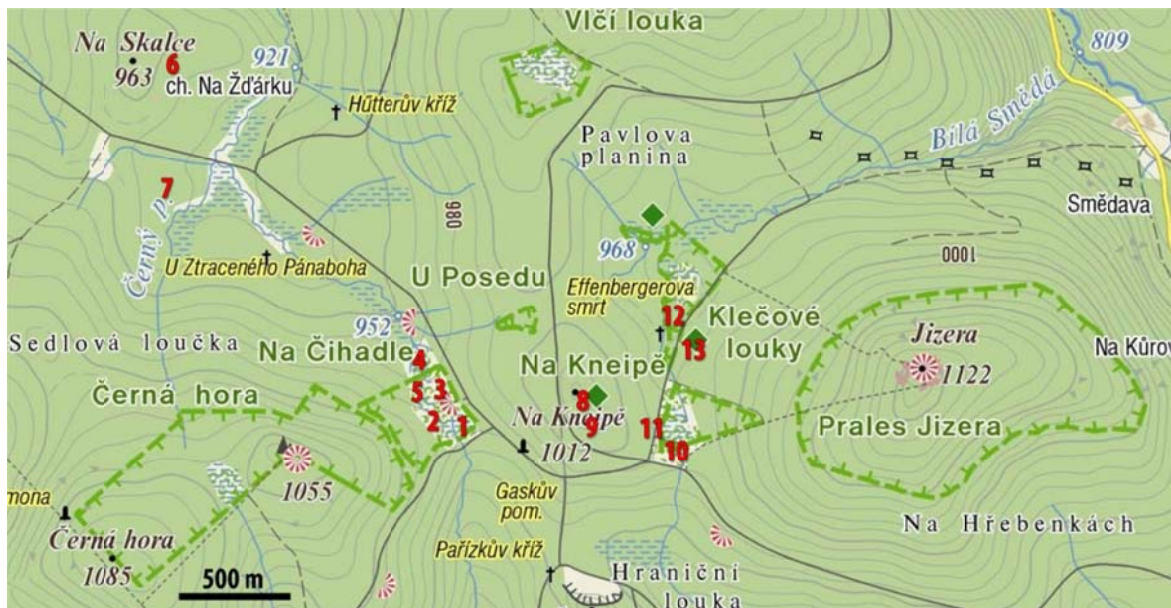 Na Skalce
963
6
ch. Na Žďárku
921
Hütterův kříž
Vlčí louka
809
Pavlova
planina
Bílá Smědá
Smědava
7
Černý p.
U Ztraceného Pánaboha
980
968
1000
U Posedu
Effenbergerova
smrt
12
Klečové
louky
13
Jizera
1122
Na Kůrov
952
Sedlová loučka
Na Čihadle
4
5
3
2
1
Na Kneipě
8
Na Kneipě
9
1012
11
10
Prales Jizera
Černá hora
1055
mona
Černá hora
1085
500 m
Gaskův
pom.
Pařízkův kříž
Hraniční
louka
Na Hřebenkách